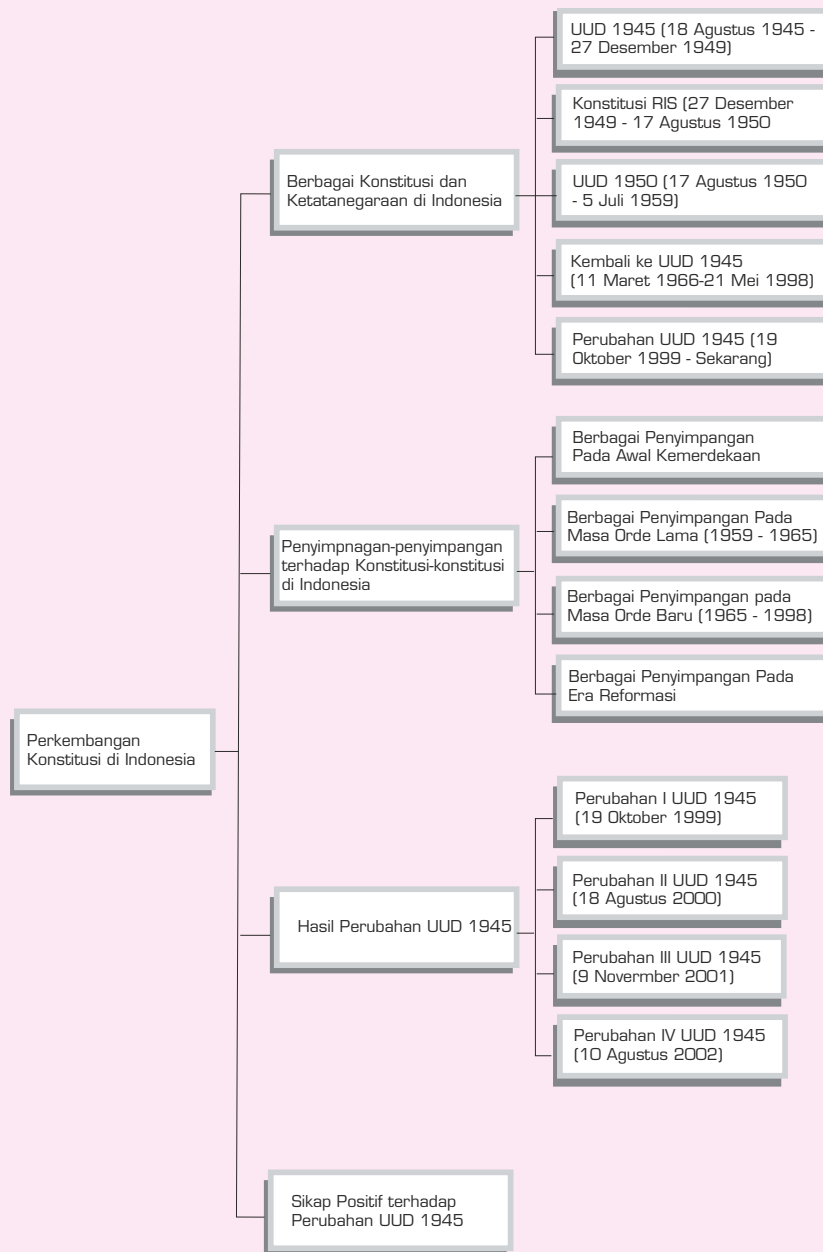 Perkembangan
Konstitusi di Indonesia
Berbagai Konstitusi dan
Ketatanegaraan di Indonesia
UUD 1945 (18 Agustus 1945 -
27 Desember 1949)
Konstitusi RIS (27 Desember
1949 - 17 Agustus 1950
UUD 1950 (17 Agustus 1950
- 5 Juli 1959)
Kembali ke UUD 1945
(11 Maret 1966-21 Mei 1998)
Perubahan UUD 1945 (19
Oktober 1999 - Sekarang)
Penyimpnagan-penyimpangan
terhadap Konstitusi-konstitusi
di Indonesia
Berbagai Penyimpangan
Pada Awal Kemerdekaan
Berbagai Penyimpangan Pada
Masa Orde Lama (1959 - 1965)
Berbagai Penyimpangan pada
Masa Orde Baru (1965 - 1998)
Berbagai Penyimpangan Pada
Era Reformasi
Hasil Perubahan UUD 1945
Perubahan I UUD 1945
(19 Oktober 1999)
Perubahan II UUD 1945
(18 Agustus 2000)
Perubahan III UUD 1945
(9 Novermber 2001)
Perubahan IV UUD 1945
(10 Agustus 2002)
Sikap Positif terhadap
Perubahan UUD 1945